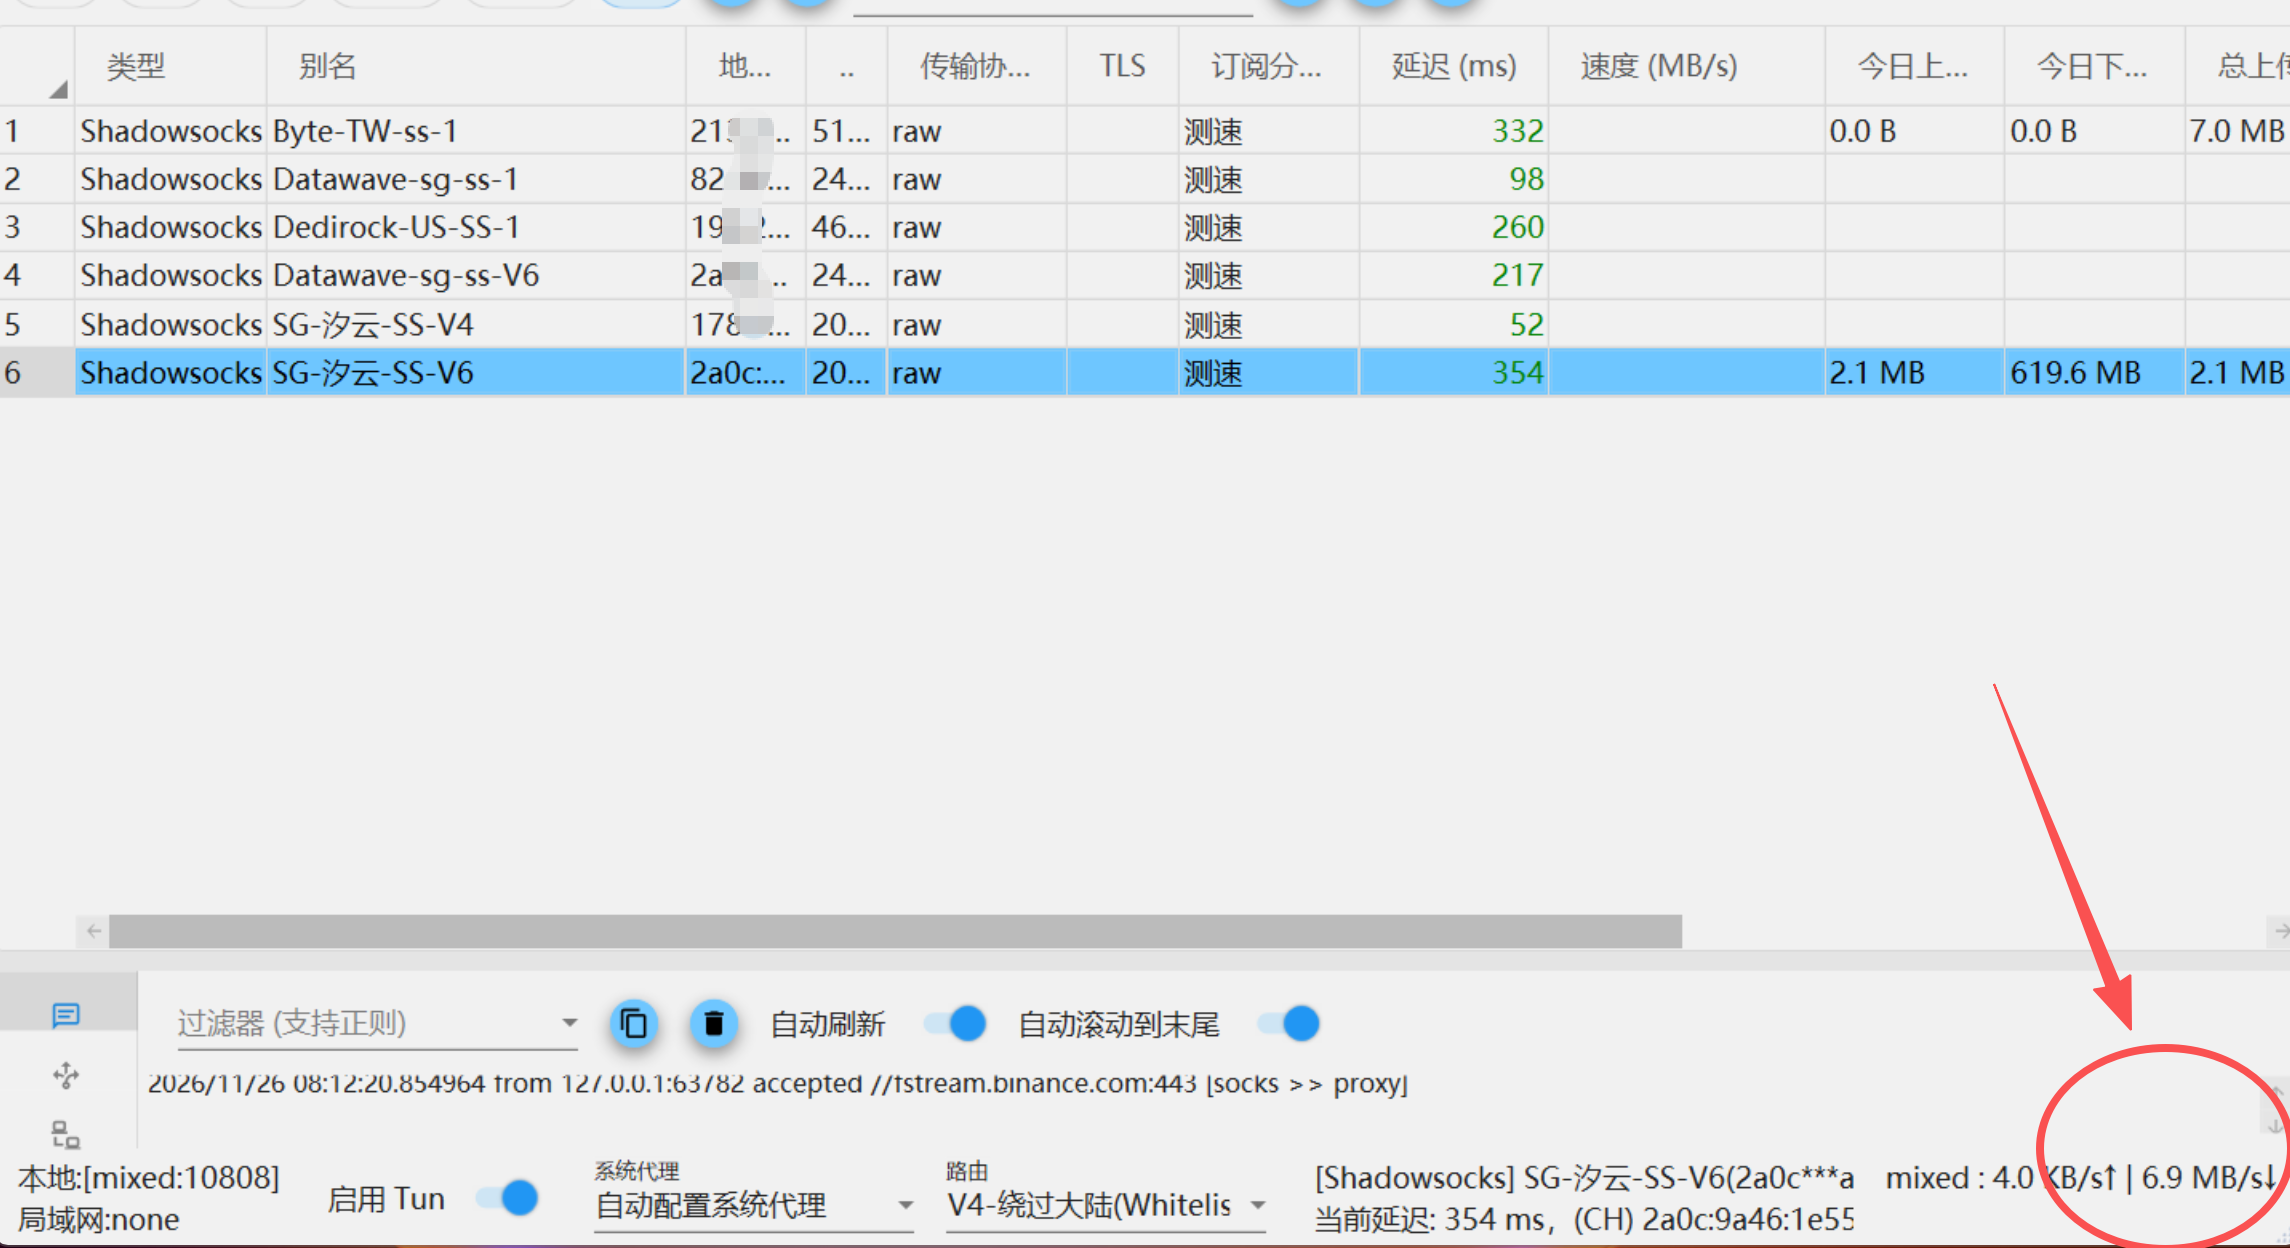 类型 别名 地... .. 传输协... TLS 订阅分... 延迟 (ms) 速度 (MB/s) 今日上... 今日下... 总上传
1 Shadowsocks Byte-TW-ss-1 21 .. 51... raw 测速 332 0.0 B 0.0 B 7.0 MB
2 Shadowsocks Datawave-sg-ss-1 82 ... 24... raw 测速 98
3 Shadowsocks Dedirock-US-SS-1 19 ... 46... raw 测速 260
4 Shadowsocks Datawave-sg-ss-V6 2a .. 24... raw 测速 217
5 Shadowsocks SG-汐云-SS-V4 178 ... 20... raw 测速 52
6 Shadowsocks SG-汐云-SS-V6 2a0c:... 20... raw 测速 354 2.1 MB 619.6 MB 2.1 MB
过滤器 (支持正则) 自动刷新 自动滚动到末尾
2026/11/26 08:12:20.854964 from 127.0.0.1:63782 accepted //fstream.binance.com:443 [socks >> proxy]
本地:[mixed:10808]
局域网:none
启用 Tun
系统代理
自动配置系统代理
路由
V4-绕过大陆(Whitelis
[Shadowsocks] SG-汐云-SS-V6(2a0c***a
当前延迟: 354 ms，(CH) 2a0c:9a46:1e55
mixed : 4.0 KB/s↑ | 6.9 MB/s↓